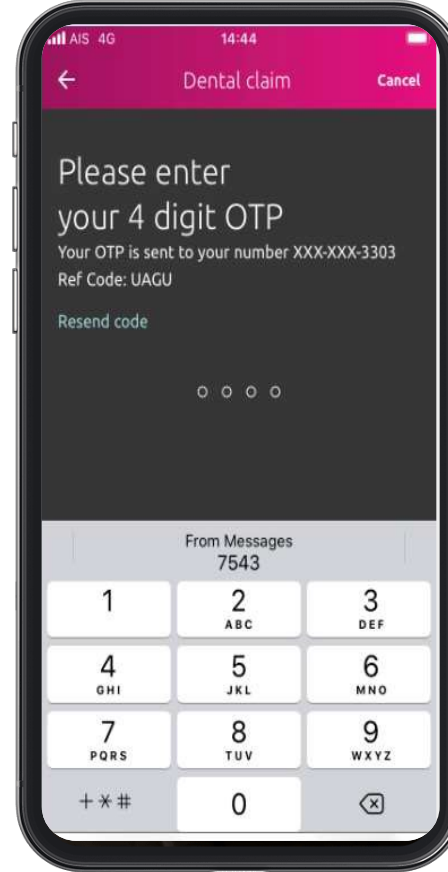 AIS 4G 14:44
Dental claim Cancel
Please enter
your 4 digit OTP
Your OTP is sent to your number XXX-XXX-3303
Ref Code: UAGU
Resend code
From Messages
7543
1 2 3
ABC DEF
4 5 6
GHI JKL MNO
7 8 9
PQRS TUV WXYZ
+*# 0